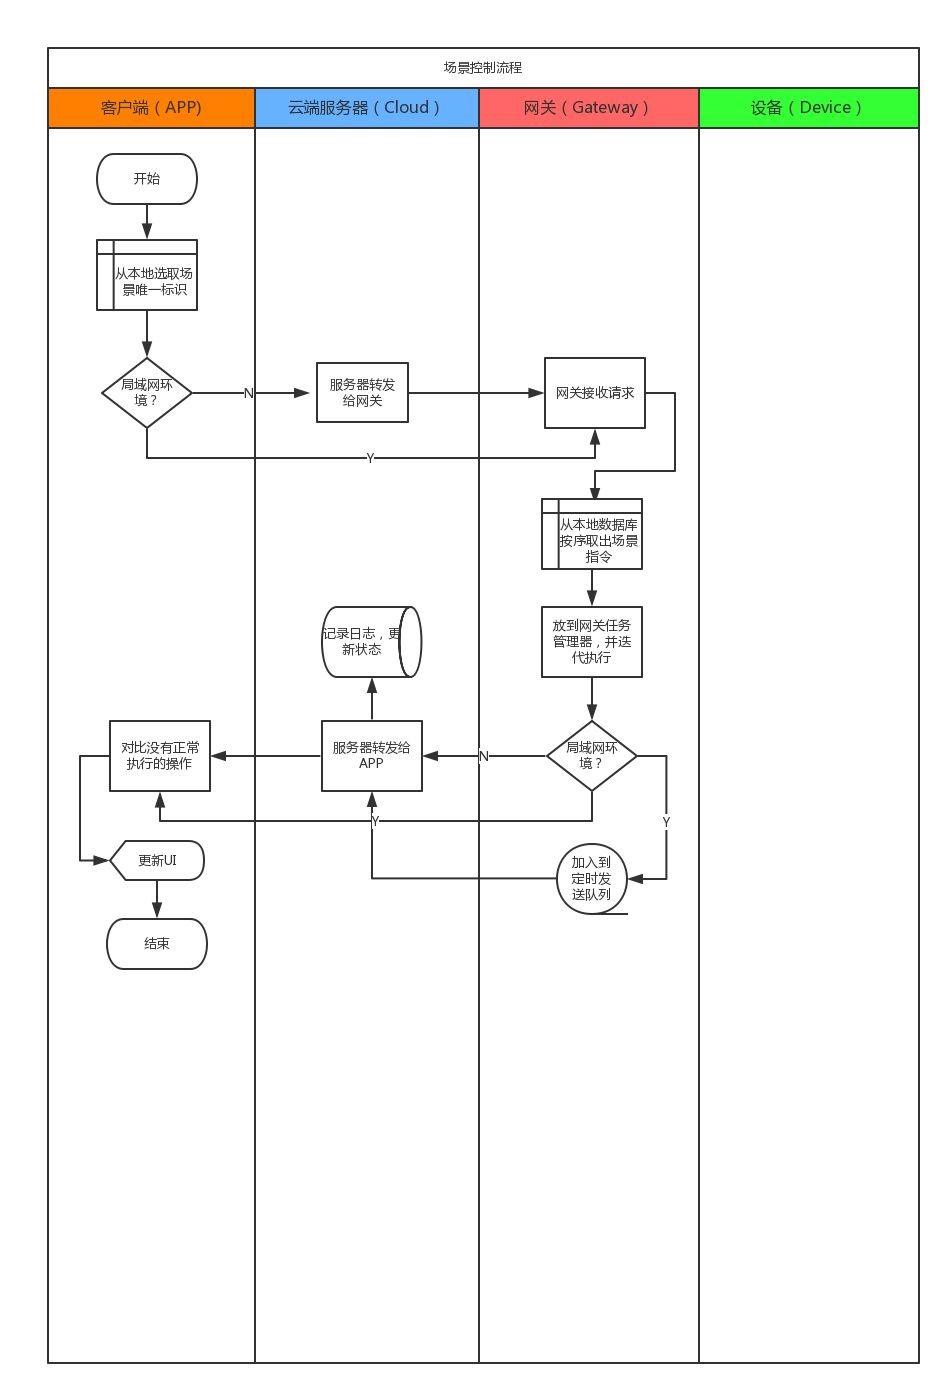 场景控制流程
客户端（APP)
云端服务器（Cloud）
网关（Gateway）
设备（Device）
开始
从本地选取场
景唯一标识
局域网环
境？
N
服务器转发
给网关
网关接收请求
Y
从本地数据库
按序取出场景
指令
放到网关任务
管理器，并迭
代执行
记录日志，更
新状态
对比没有正常
执行的操作
服务器转发给
APP
N
局域网环
境？
Y
Y
更新UI
加入到
定时发
送队列
结束